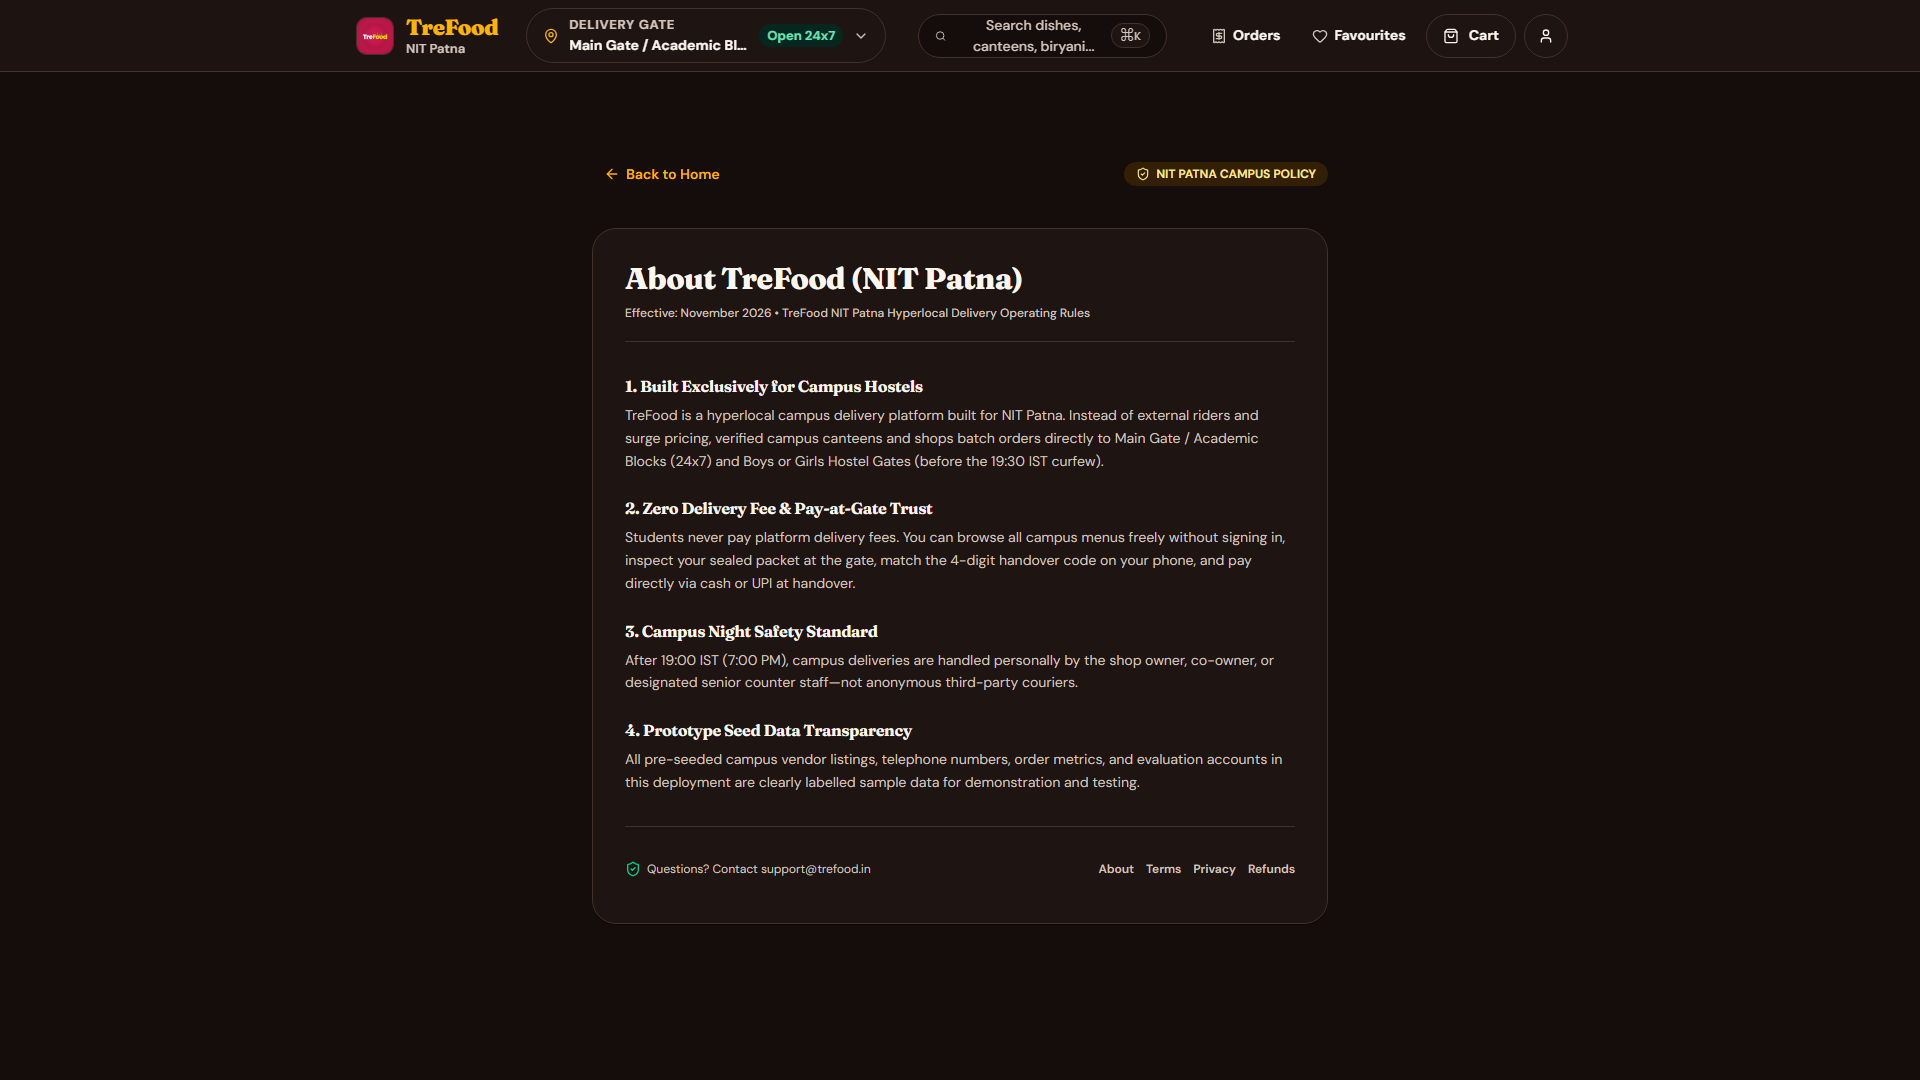 TreFood
TreFood
NIT Patna
DELIVERY GATE
Main Gate / Academic Bl...
Open 24x7
Search dishes,
canteens, biryani...
⌘K
Orders
Favourites
Cart
Back to Home
NIT PATNA CAMPUS POLICY
About TreFood (NIT Patna)
Effective: November 2026 • TreFood NIT Patna Hyperlocal Delivery Operating Rules
1. Built Exclusively for Campus Hostels
TreFood is a hyperlocal campus delivery platform built for NIT Patna. Instead of external riders and
surge pricing, verified campus canteens and shops batch orders directly to Main Gate / Academic
Blocks (24x7) and Boys or Girls Hostel Gates (before the 19:30 IST curfew).
2. Zero Delivery Fee & Pay-at-Gate Trust
Students never pay platform delivery fees. You can browse all campus menus freely without signing in,
inspect your sealed packet at the gate, match the 4-digit handover code on your phone, and pay
directly via cash or UPI at handover.
3. Campus Night Safety Standard
After 19:00 IST (7:00 PM), campus deliveries are handled personally by the shop owner, co-owner, or
designated senior counter staff—not anonymous third-party couriers.
4. Prototype Seed Data Transparency
All pre-seeded campus vendor listings, telephone numbers, order metrics, and evaluation accounts in
this deployment are clearly labelled sample data for demonstration and testing.
Questions? Contact support@trefood.in
About Terms Privacy Refunds